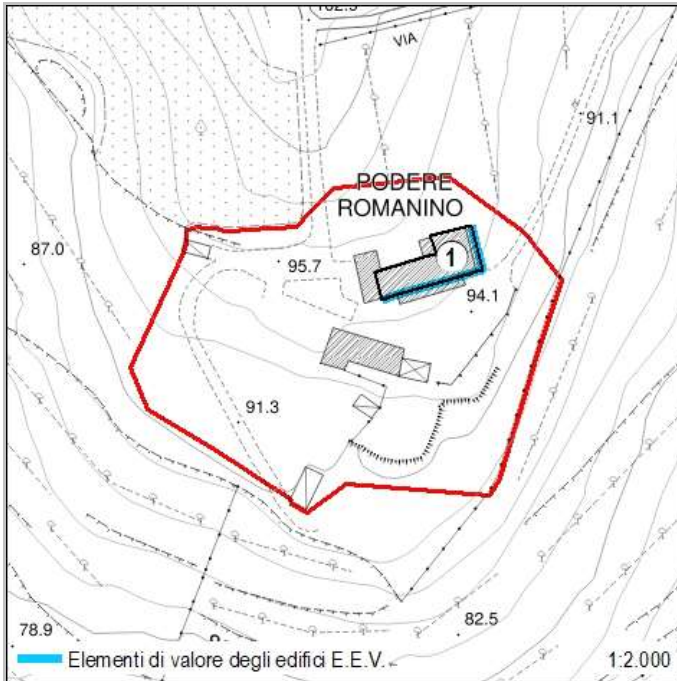 VIA
91.1
PODERE
ROMANINO
87.0
95.7
1
94.1
91.3
82.5
78.9
Elementi di valore degli edifici E.E.V.
1:2.000